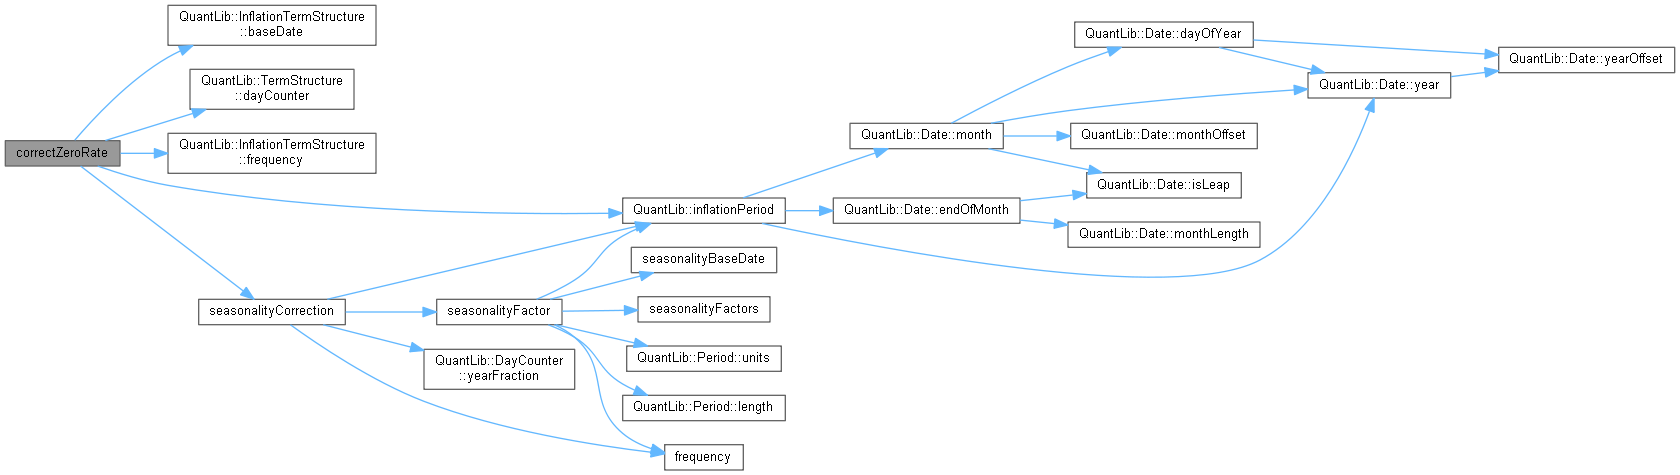 correctZeroRate
QuantLib::InflationTermStructure
::baseDate
QuantLib::TermStructure
::dayCounter
QuantLib::InflationTermStructure
::frequency
seasonalityCorrection
QuantLib::inflationPeriod
seasonalityFactor
QuantLib::DayCounter
::yearFraction
seasonalityBaseDate
seasonalityFactors
QuantLib::Period::units
QuantLib::Period::length
frequency
QuantLib::Date::month
QuantLib::Date::endOfMonth
QuantLib::Date::dayOfYear
QuantLib::Date::monthOffset
QuantLib::Date::isLeap
QuantLib::Date::monthLength
QuantLib::Date::year
QuantLib::Date::yearOffset